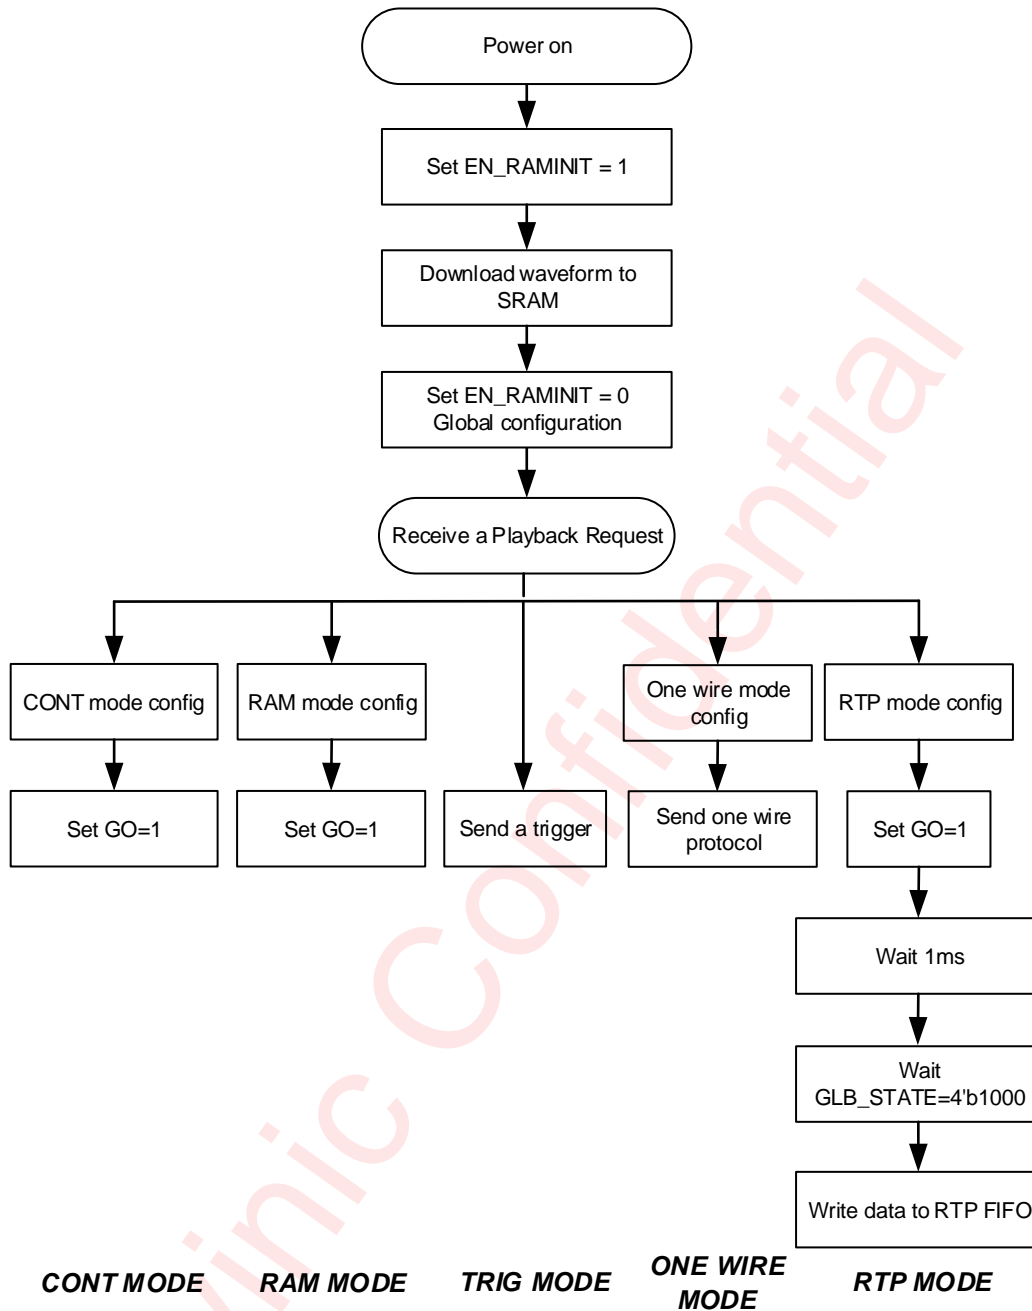 Power on
Set EN_RAMINIT = 1
Download waveform to
SRAM
Set EN_RAMINIT = 0
Global configuration
Receive a Playback Request
CONT mode config
RAM mode config
One wire mode
config
RTP mode config
Set GO=1
Set GO=1
Send a trigger
Send one wire
protocol
Set GO=1
Wait 1ms
Wait
GLB_STATE=4'b1000
Write data to RTP FIFO
CONT MODE
RAM MODE
TRIG MODE
ONE WIRE
MODE
RTP MODE
vinic Confidential